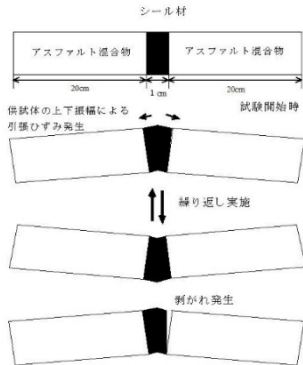 シール材
アスファルト混合物
アスファルト混合物
20cm
1 cm
20cm
供試体の上下振幅による
引張ひずみ発生
試験開始時
繰り返し実施
剥がれ発生